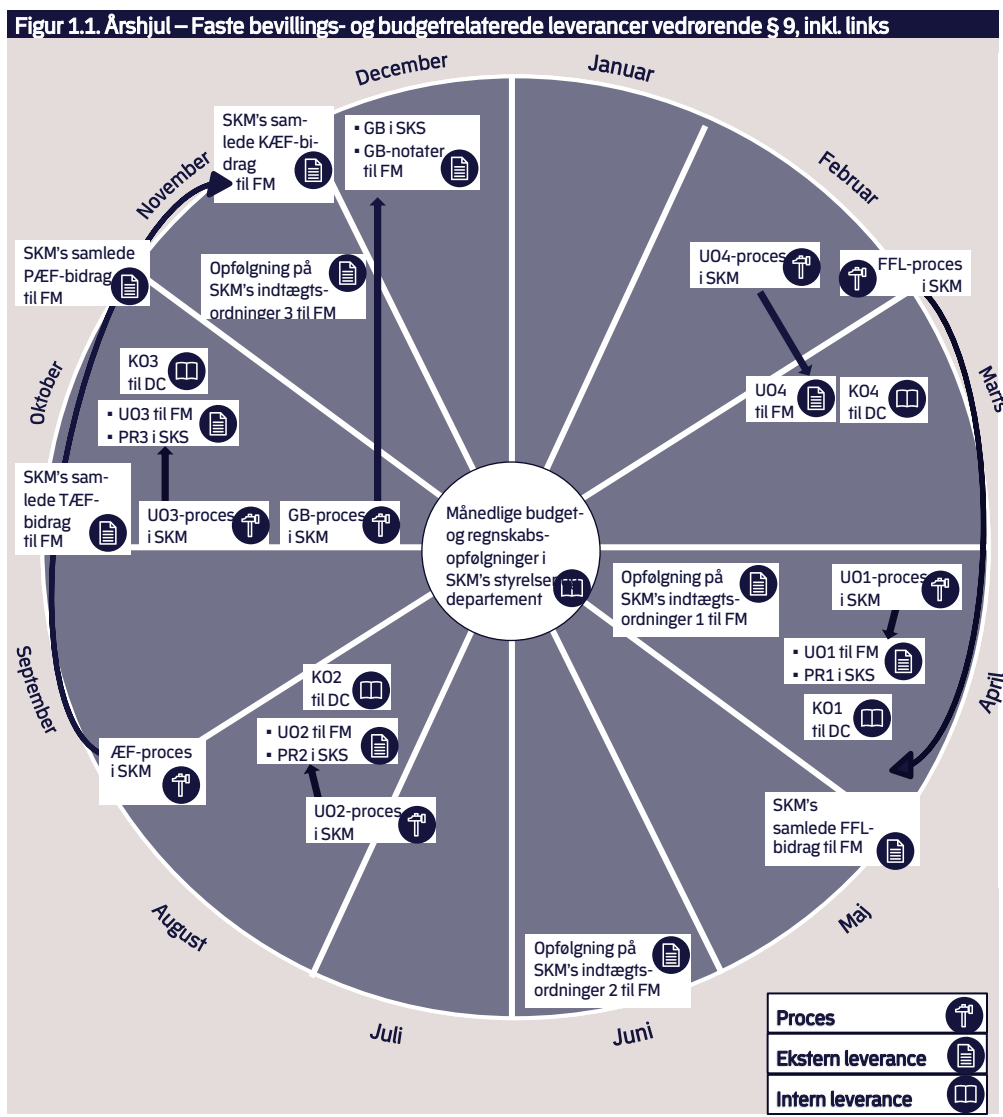 Figur 1.1. Årshjul – Faste bevillings- og budgetrelaterede leverancer vedrørende § 9, inkl. links
December
Januar
Februar
Marts
April
Maj
Juni
Juli
August
September
Oktober
November
SKM's sam-
lede KÆF-bi-
drag
til FM
▪ GB i SKS
▪ GB-notater
til FM
SKM's samlede
PÆF-bidrag
til FM
Opfølgning på
SKM's indtægts-
ordninger 3 til FM
UO4-proces
i SKM
FFL-proces
i SKM
KO3
til DC
▪ UO3 til FM
▪ PR3 i SKS
UO4
til FM
KO4
til DC
SKM's sam-
lede TÆF-
bidrag
til FM
UO3-proces
i SKM
GB-proces
i SKM
Månedlige budget-
og regnskabs-
opfølgninger i
SKM's styrelser
departement
Opfølgning på
SKM's indtægts-
ordninger 1 til FM
UO1-proces
i SKM
▪ UO1 til FM
▪ PR1 i SKS
KO1
til DC
KO2
til DC
▪ UO2 til FM
▪ PR2 i SKS
ÆF-proces
i SKM
UO2-proces
i SKM
SKM's
samlede FFL-
bidrag til FM
Opfølgning på
SKM's indtægts-
ordninger 2 til FM
Proces
Ekstern leverance
Intern leverance